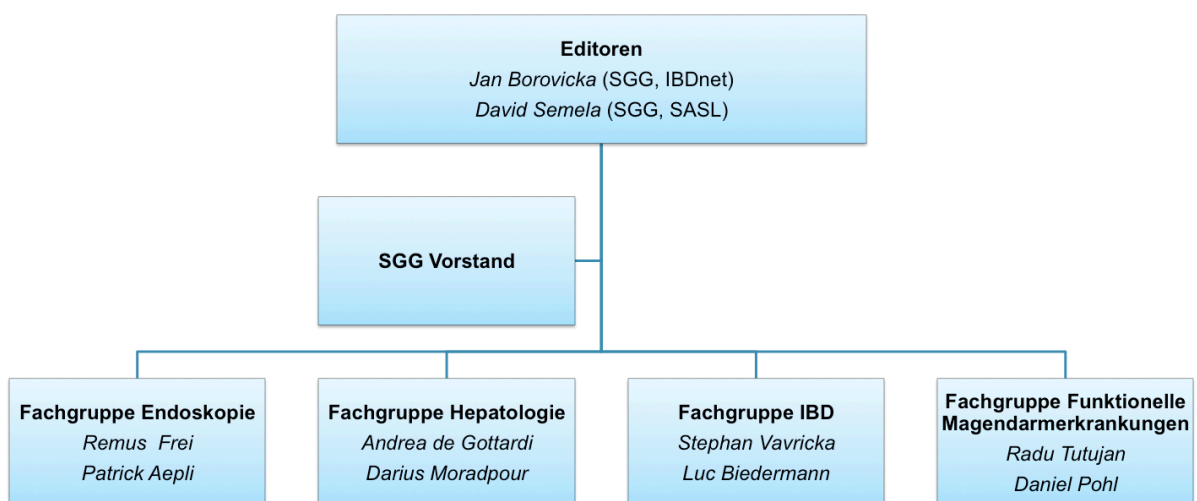 Editoren
Jan Borovicka (SGG, IBDnet)
David Semela (SGG, SASL)
SGG Vorstand
Fachgruppe Endoskopie
Remus Frei
Patrick Aepli
Fachgruppe Hepatologie
Andrea de Gottardi
Darius Moradpour
Fachgruppe IBD
Stephan Vavricka
Luc Biedermann
Fachgruppe Funktionelle
Magendarmerkrankungen
Radu Tutujan
Daniel Pohl